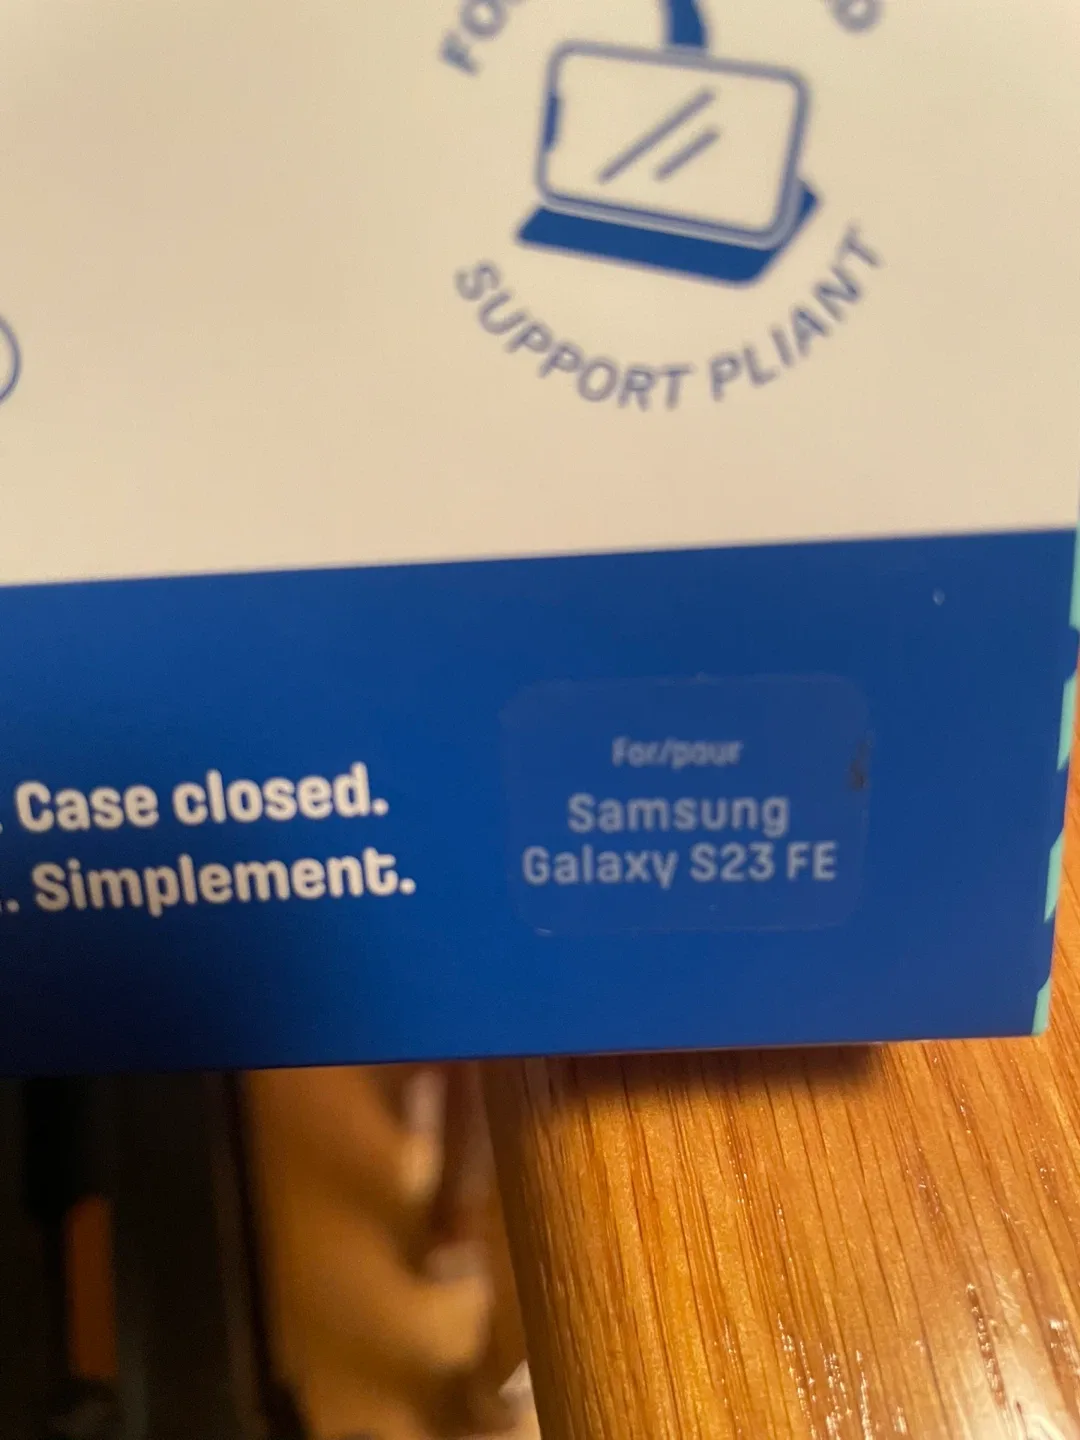 SUPPORT PLIANT
Case closed.
Simplement.
For/pour
Samsung
Galaxy S23 FE